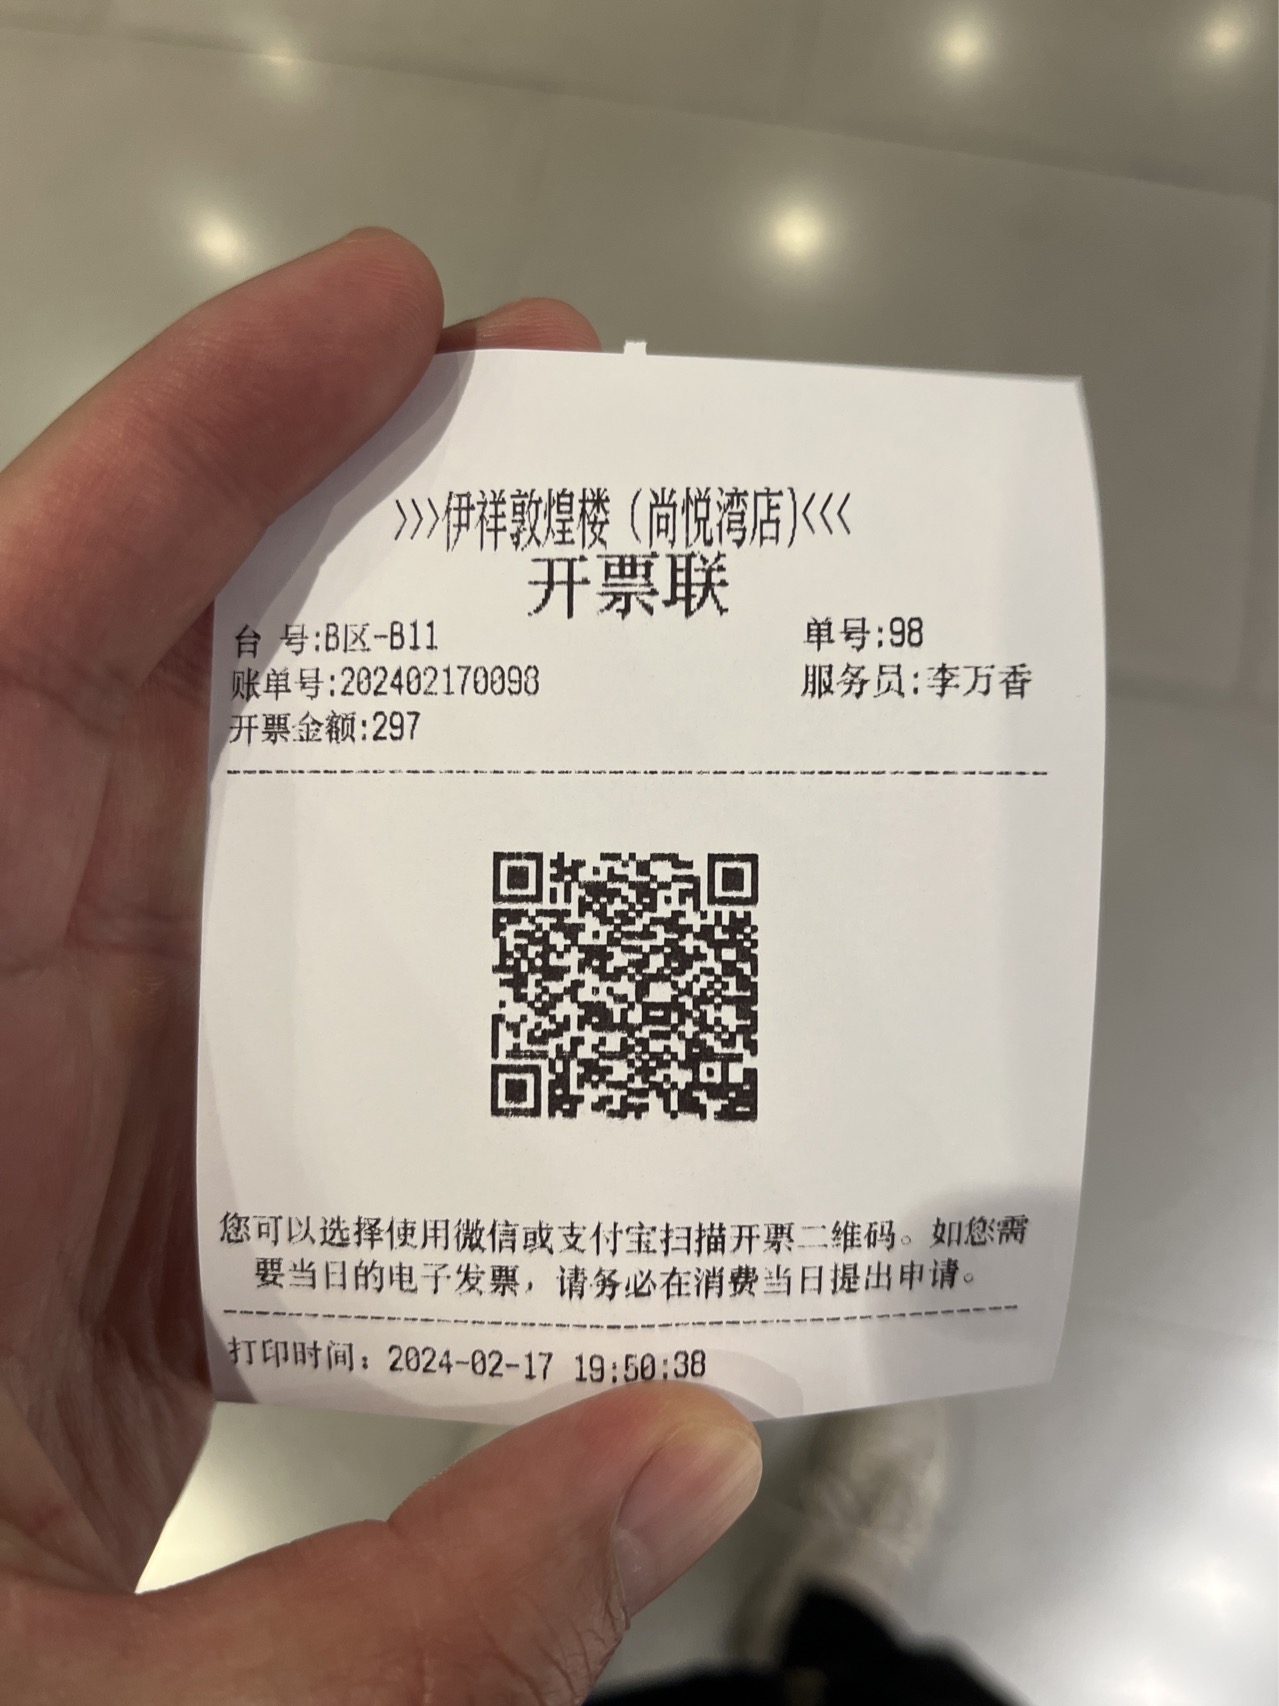 >>>伊祥敦煌楼（尚悦湾店)<<<
开票联
台 号:B区-B11 单号:98
账单号:202402170098 服务员:李万香
开票金额:297
您可以选择使用微信或支付宝扫描开票二维码。如您需
要当日的电子发票，请务必在消费当日提出申请。
打印时间：2024-02-17 19:50:38